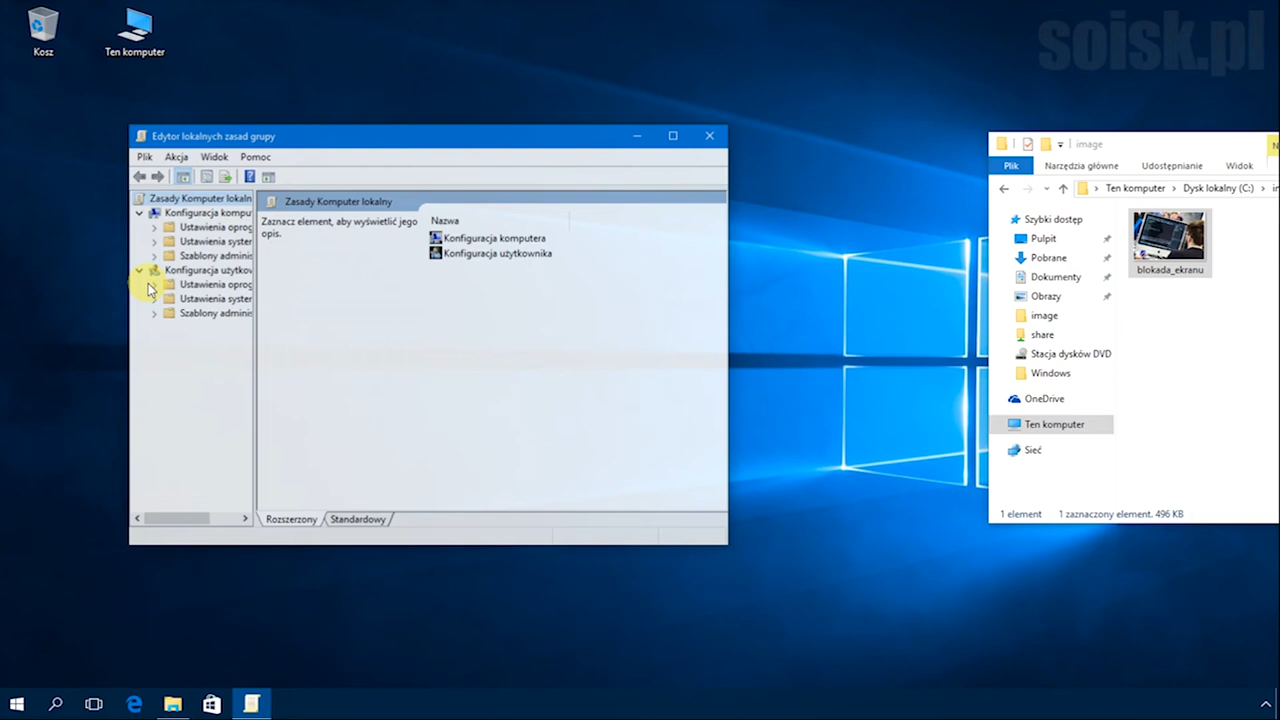 soisk.pl
Kosz
Ten komputer
Edytor lokalnych zasad grupy
Plik Akcja Widok Pomoc
Zasady Komputer lokaln
Konfiguracja kompu
Ustawienia oprog
Ustawienia syster
Szablony adminis
Konfiguracja użytkow
Ustawienia oprog
Ustawienia syster
Szablony adminis
Zasady Komputer lokalny
Zaznacz element, aby wyświetlić jego
opis.
Nazwa
Konfiguracja komputera
Konfiguracja użytkownika
Rozszerzony Standardowy
image
Plik Narzędzia główne Udostępnianie Widok
Ten komputer Dysk lokalny (C:)
Szybki dostęp
Pulpit
Pobrane
Dokumenty
Obrazy
image
share
Stacja dysków DVD
Windows
OneDrive
Ten komputer
Sieć
blokada_ekranu
1 element 1 zaznaczony element. 496 KB